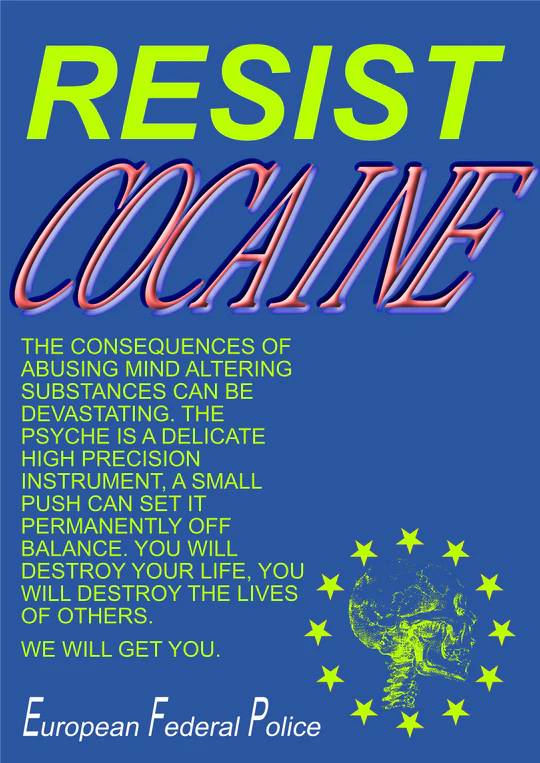 RESIST
COCAINE
THE CONSEQUENCES OF
ABUSING MIND ALTERING
SUBSTANCES CAN BE
DEVASTATING. THE
PSYCHE IS A DELICATE
HIGH PRECISION
INSTRUMENT, A SMALL
PUSH CAN SET IT
PERMANENTLY OFF
BALANCE. YOU WILL
DESTROY YOUR LIFE, YOU
WILL DESTROY THE LIVES
OF OTHERS.
WE WILL GET YOU.
European Federal Police